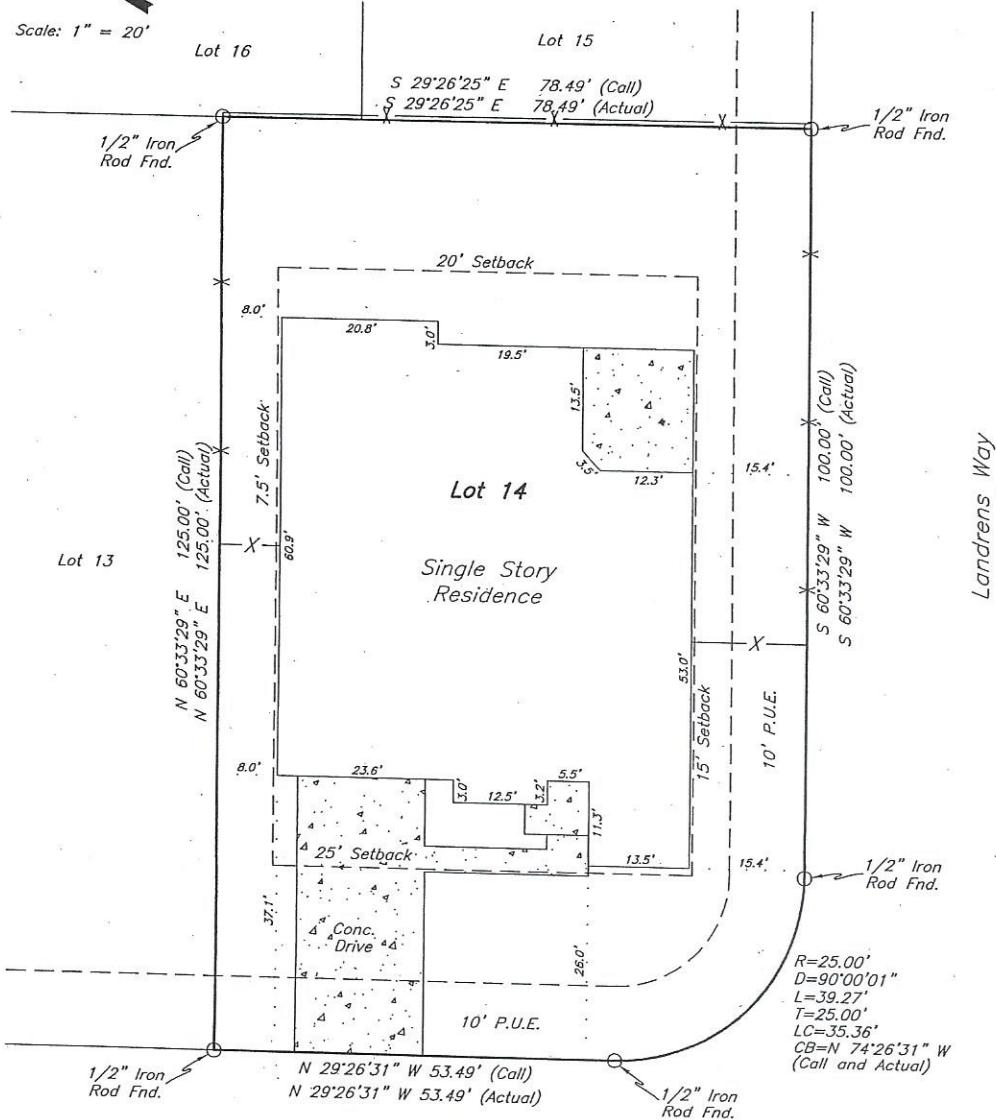 Scale: 1" = 20'
Lot 16
Lot 15
S 29°26'25" E 78.49' (Call)
S 29°26'25" E 78.49' (Actual)
1/2" Iron
Rod Fnd.
1/2" Iron
Rod Fnd.
20' Setback
8.0'
20.8'
3.0'
19.5'
13.5'
3.5'
12.3'
15.4'
7.5' Setback
60.9'
Lot 14
Single Story
Residence
Lot 13
N 60°33'29" E 125.00' (Call)
N 60°33'29" E 125.00' (Actual)
X
X
S 60°33'29" W 100.00' (Call)
S 60°33'29" W 100.00' (Actual)
Landrens Way
53.0'
15' Setback
10' P.U.E.
8.0'
23.6'
3.0'
12.5'
3.2'
5.5'
11.3'
25' Setback
13.5'
15.4'
1/2" Iron
Rod Fnd.
37.1'
Conc.
Drive
26.0'
10' P.U.E.
R=25.00'
D=90°00'01"
L=39.27'
T=25.00'
LC=35.36'
CB=N 74°26'31" W
(Call and Actual)
1/2" Iron
Rod Fnd.
N 29°26'31" W 53.49' (Call)
N 29°26'31" W 53.49' (Actual)
1/2" Iron
Rod Fnd.